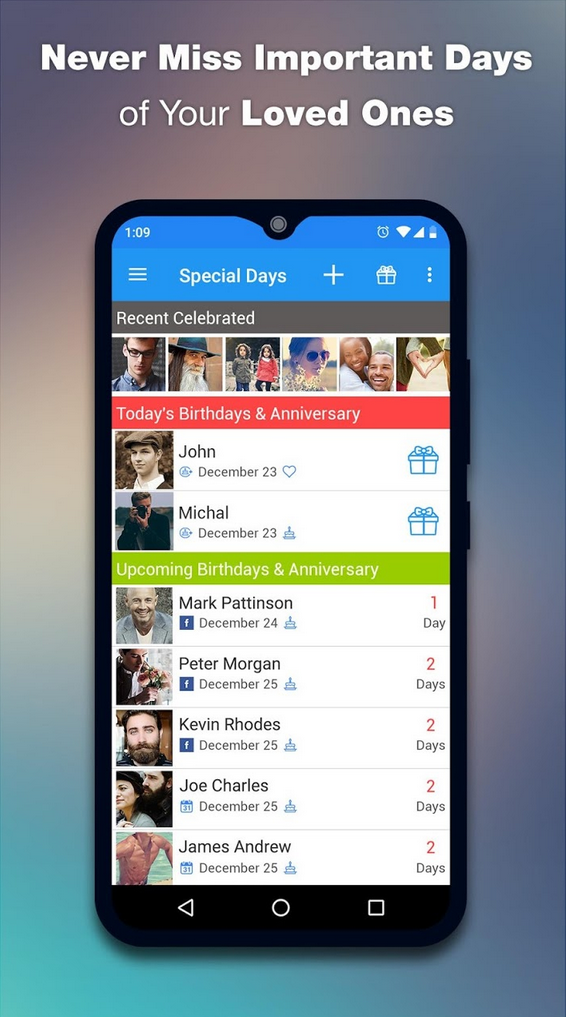 Never Miss Important Days
of Your Loved Ones
1:09
Special Days
Recent Celebrated
Today's Birthdays & Anniversary
John
December 23
Michal
December 23
Upcoming Birthdays & Anniversary
Mark Pattinson
1
December 24
Day
Peter Morgan
2
December 25
Days
Kevin Rhodes
2
December 25
Days
Joe Charles
2
31 December 25
Days
James Andrew
2
31 December 25
Days